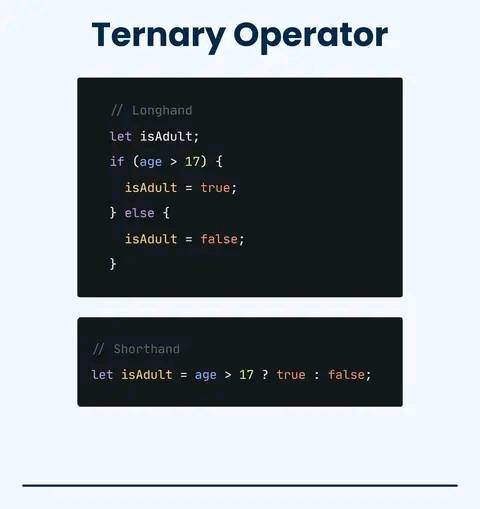 Ternary Operator
// Longhand
let isAdult;
if (age > 17) {
isAdult = true;
} else {
isAdult = false;
}
// Shorthand
let isAdult = age > 17 ? true : false;